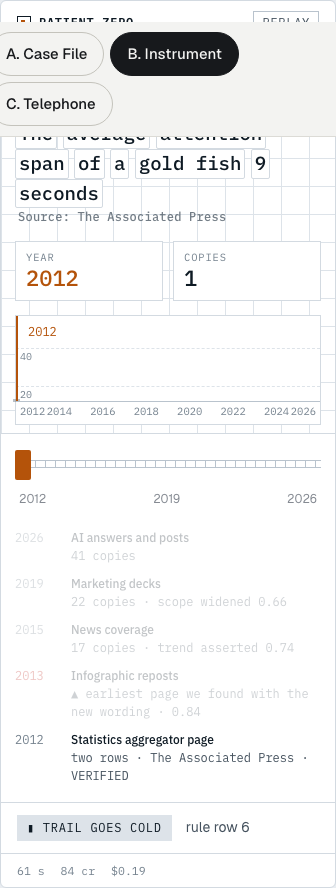 PATIENT ZERO
REPLAY
A. Case File
B. Instrument
C. Telephone
The average attention
span of a gold fish 9
seconds
Source: The Associated Press
YEAR
2012
COPIES
1
2012
40
20
2012 2014 2016 2018 2020 2022 2024 2026
2012 2019 2026
2026 AI answers and posts
41 copies
2019 Marketing decks
22 copies · scope widened 0.66
2015 News coverage
17 copies · trend asserted 0.74
2013 Infographic reposts
▲ earliest page we found with the
new wording · 0.84
2012 Statistics aggregator page
two rows · The Associated Press ·
VERIFIED
▮ TRAIL GOES COLD rule row 6
61 s 84 cr $0.19